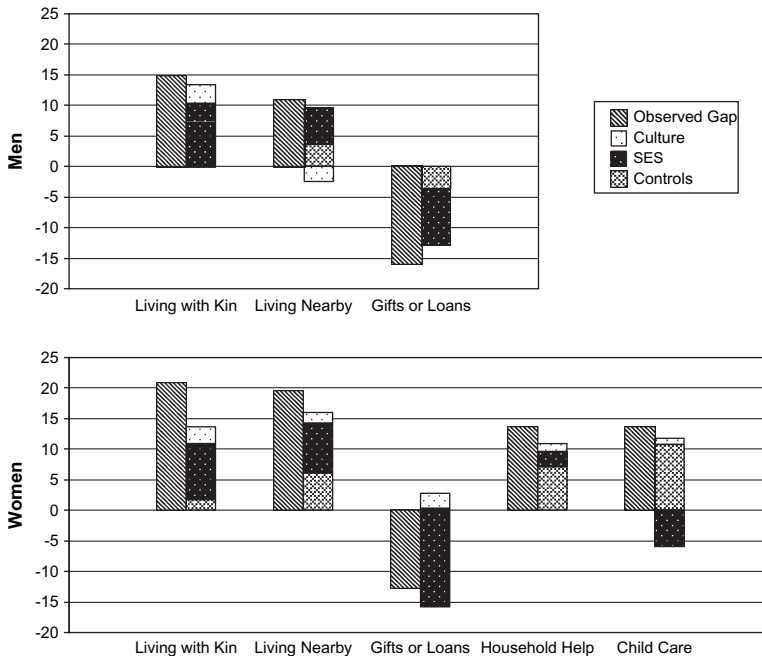 25
20
15
10
5
0
-5
-10
-15
-20
Men
Living with Kin Living Nearby Gifts or Loans
Observed Gap
Culture
SES
Controls
25
20
15
10
5
0
-5
-10
-15
-20
Women
Living with Kin Living Nearby Gifts or Loans Household Help Child Care